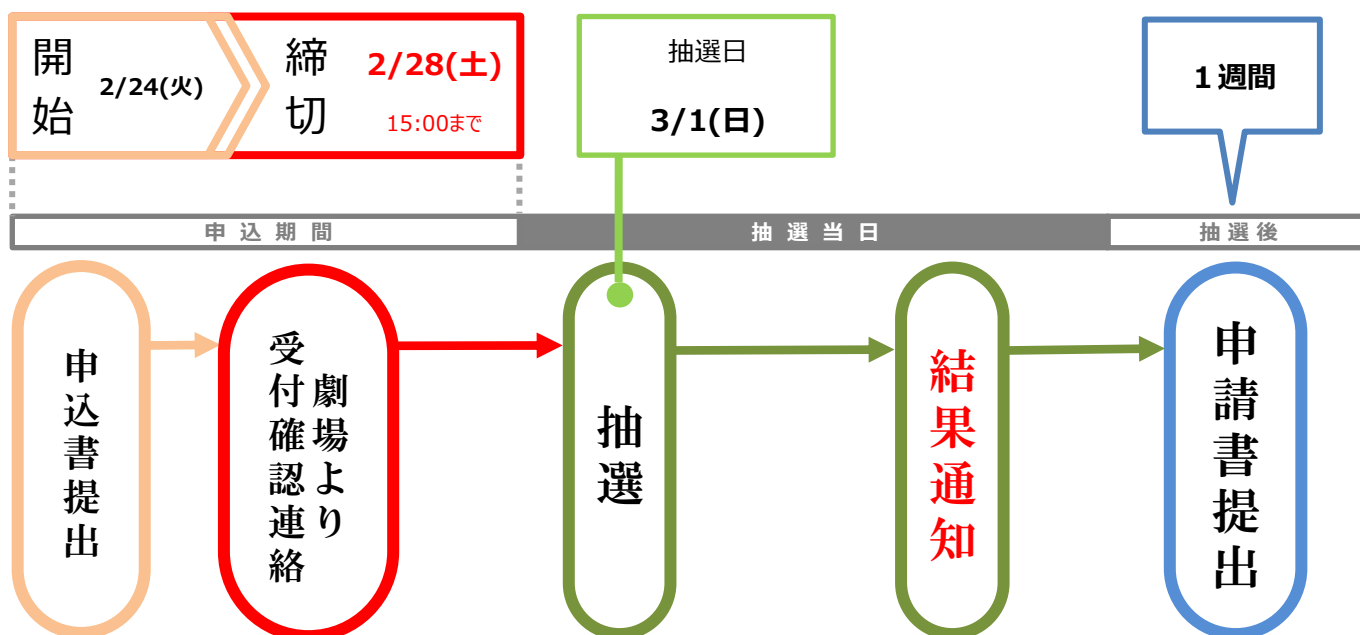 開始
2/24(火)
締切
2/28(土)
15:00まで
抽選日
3/1(日)
1週間
申込期間
抽選当日
抽選後
申込書提出
劇場より
受付確認連絡
抽選
結果通知
申請書提出